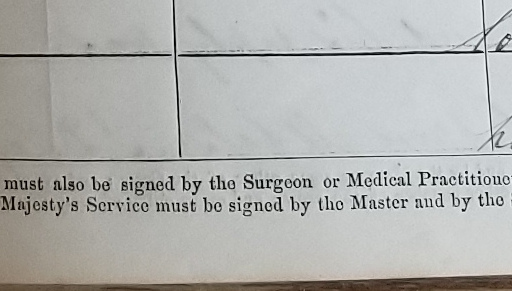 must also be signed by the Surgeon or Medical Practitione
Majesty's Service must be signed by the Master and by the